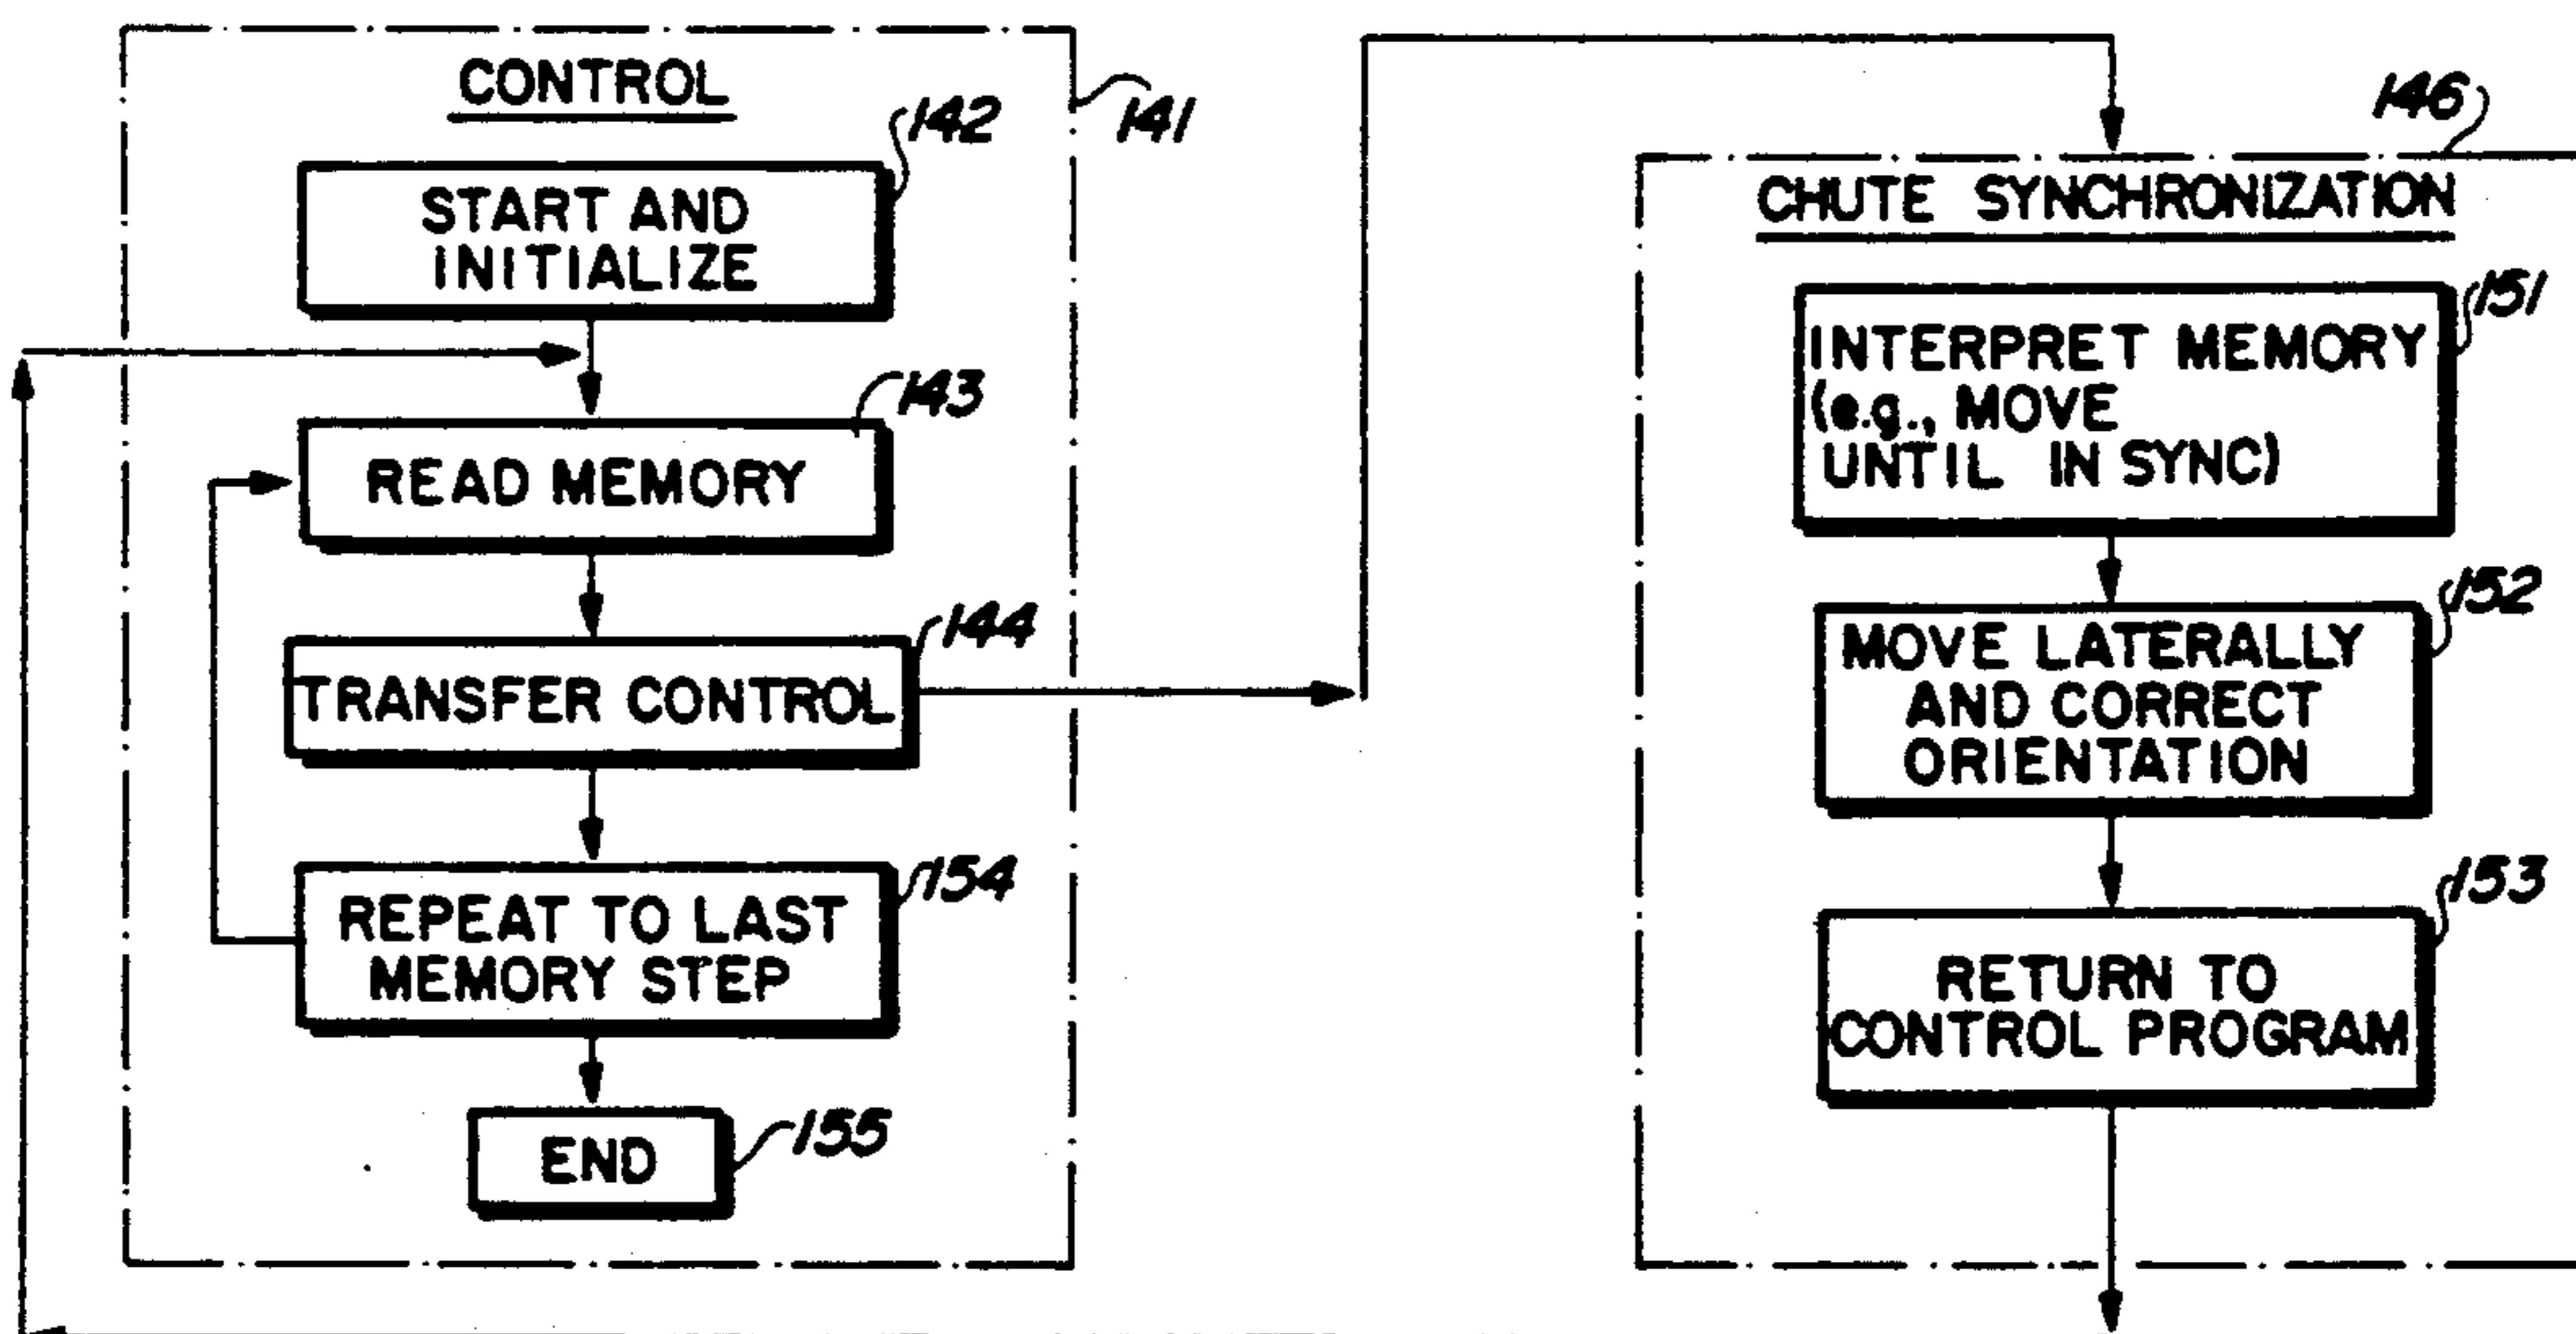 CONTROL
141
142
START AND
INITIALIZE
143
READ MEMORY
144
TRANSFER CONTROL
154
REPEAT TO LAST
MEMORY STEP
155
END
146
CHUTE SYNCHRONIZATION
151
INTERPRET MEMORY
(e.g., MOVE
UNTIL IN SYNC)
152
MOVE LATERALLY
AND CORRECT
ORIENTATION
153
RETURN TO
CONTROL PROGRAM